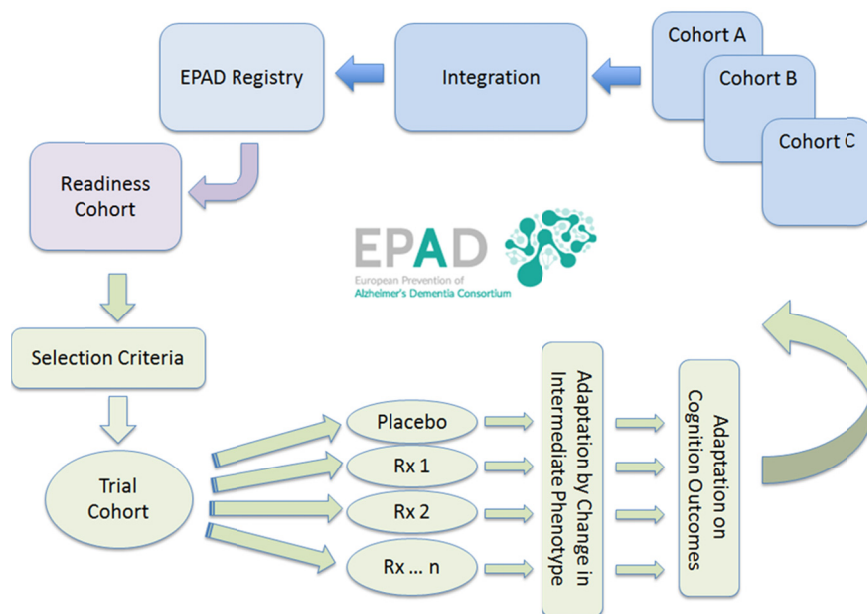 Cohort A
Cohort B
Cohort C
Integration
EPAD Registry
Readiness
Cohort
EPAD
European Prevention of
Alzheimer's Dementia Consortium
Selection Criteria
Trial
Cohort
Placebo
Rx 1
Rx 2
Rx ... n
Adaptation by Change in
Intermediate Phenotype
Adaptation on
Cognition Outcomes